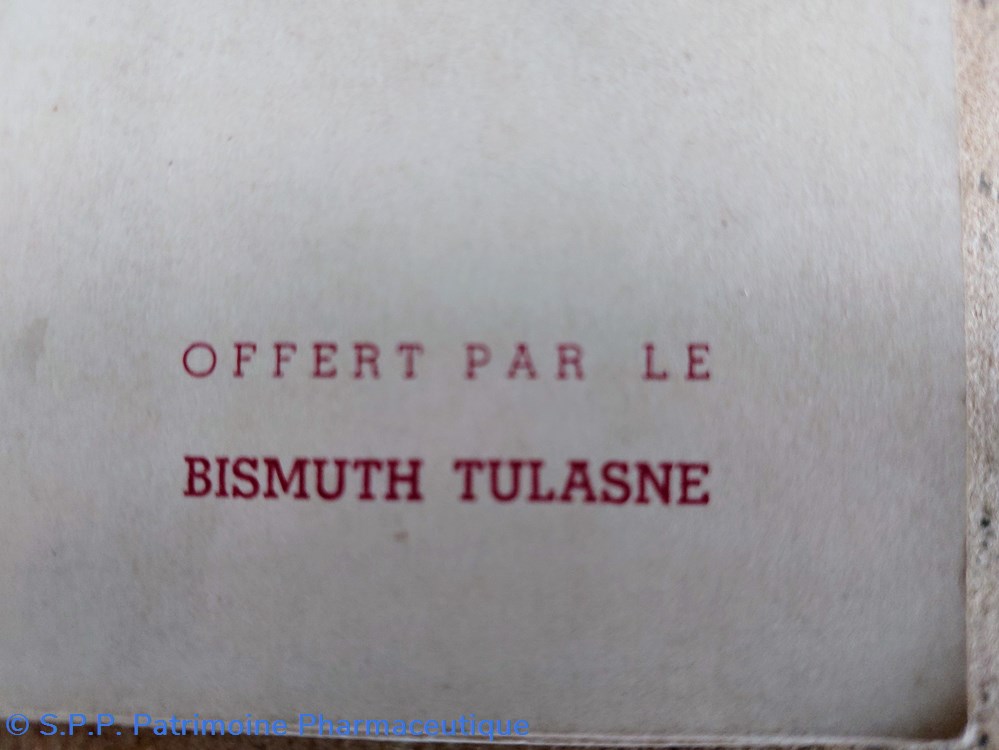 OFFERT PAR LE
BISMUTH TULASNE
© S.P.P. Patrimoine Pharmaceutique